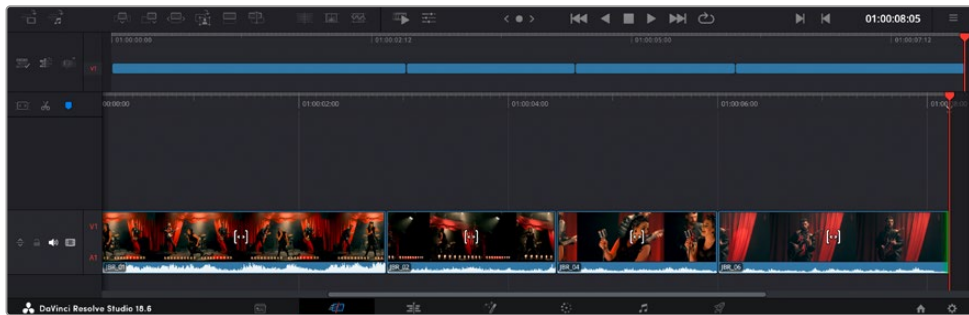 01:00:08:05
01:00:00:00 01:00:02:12 01:00:05:00 01:00:07:12
V1
00:00:00 01:00:02:00 01:00:04:00 01:00:06:00
V1
A1 JBR_01 JBR_02 JBR_04 JBR_06
DaVinci Resolve Studio 18.6